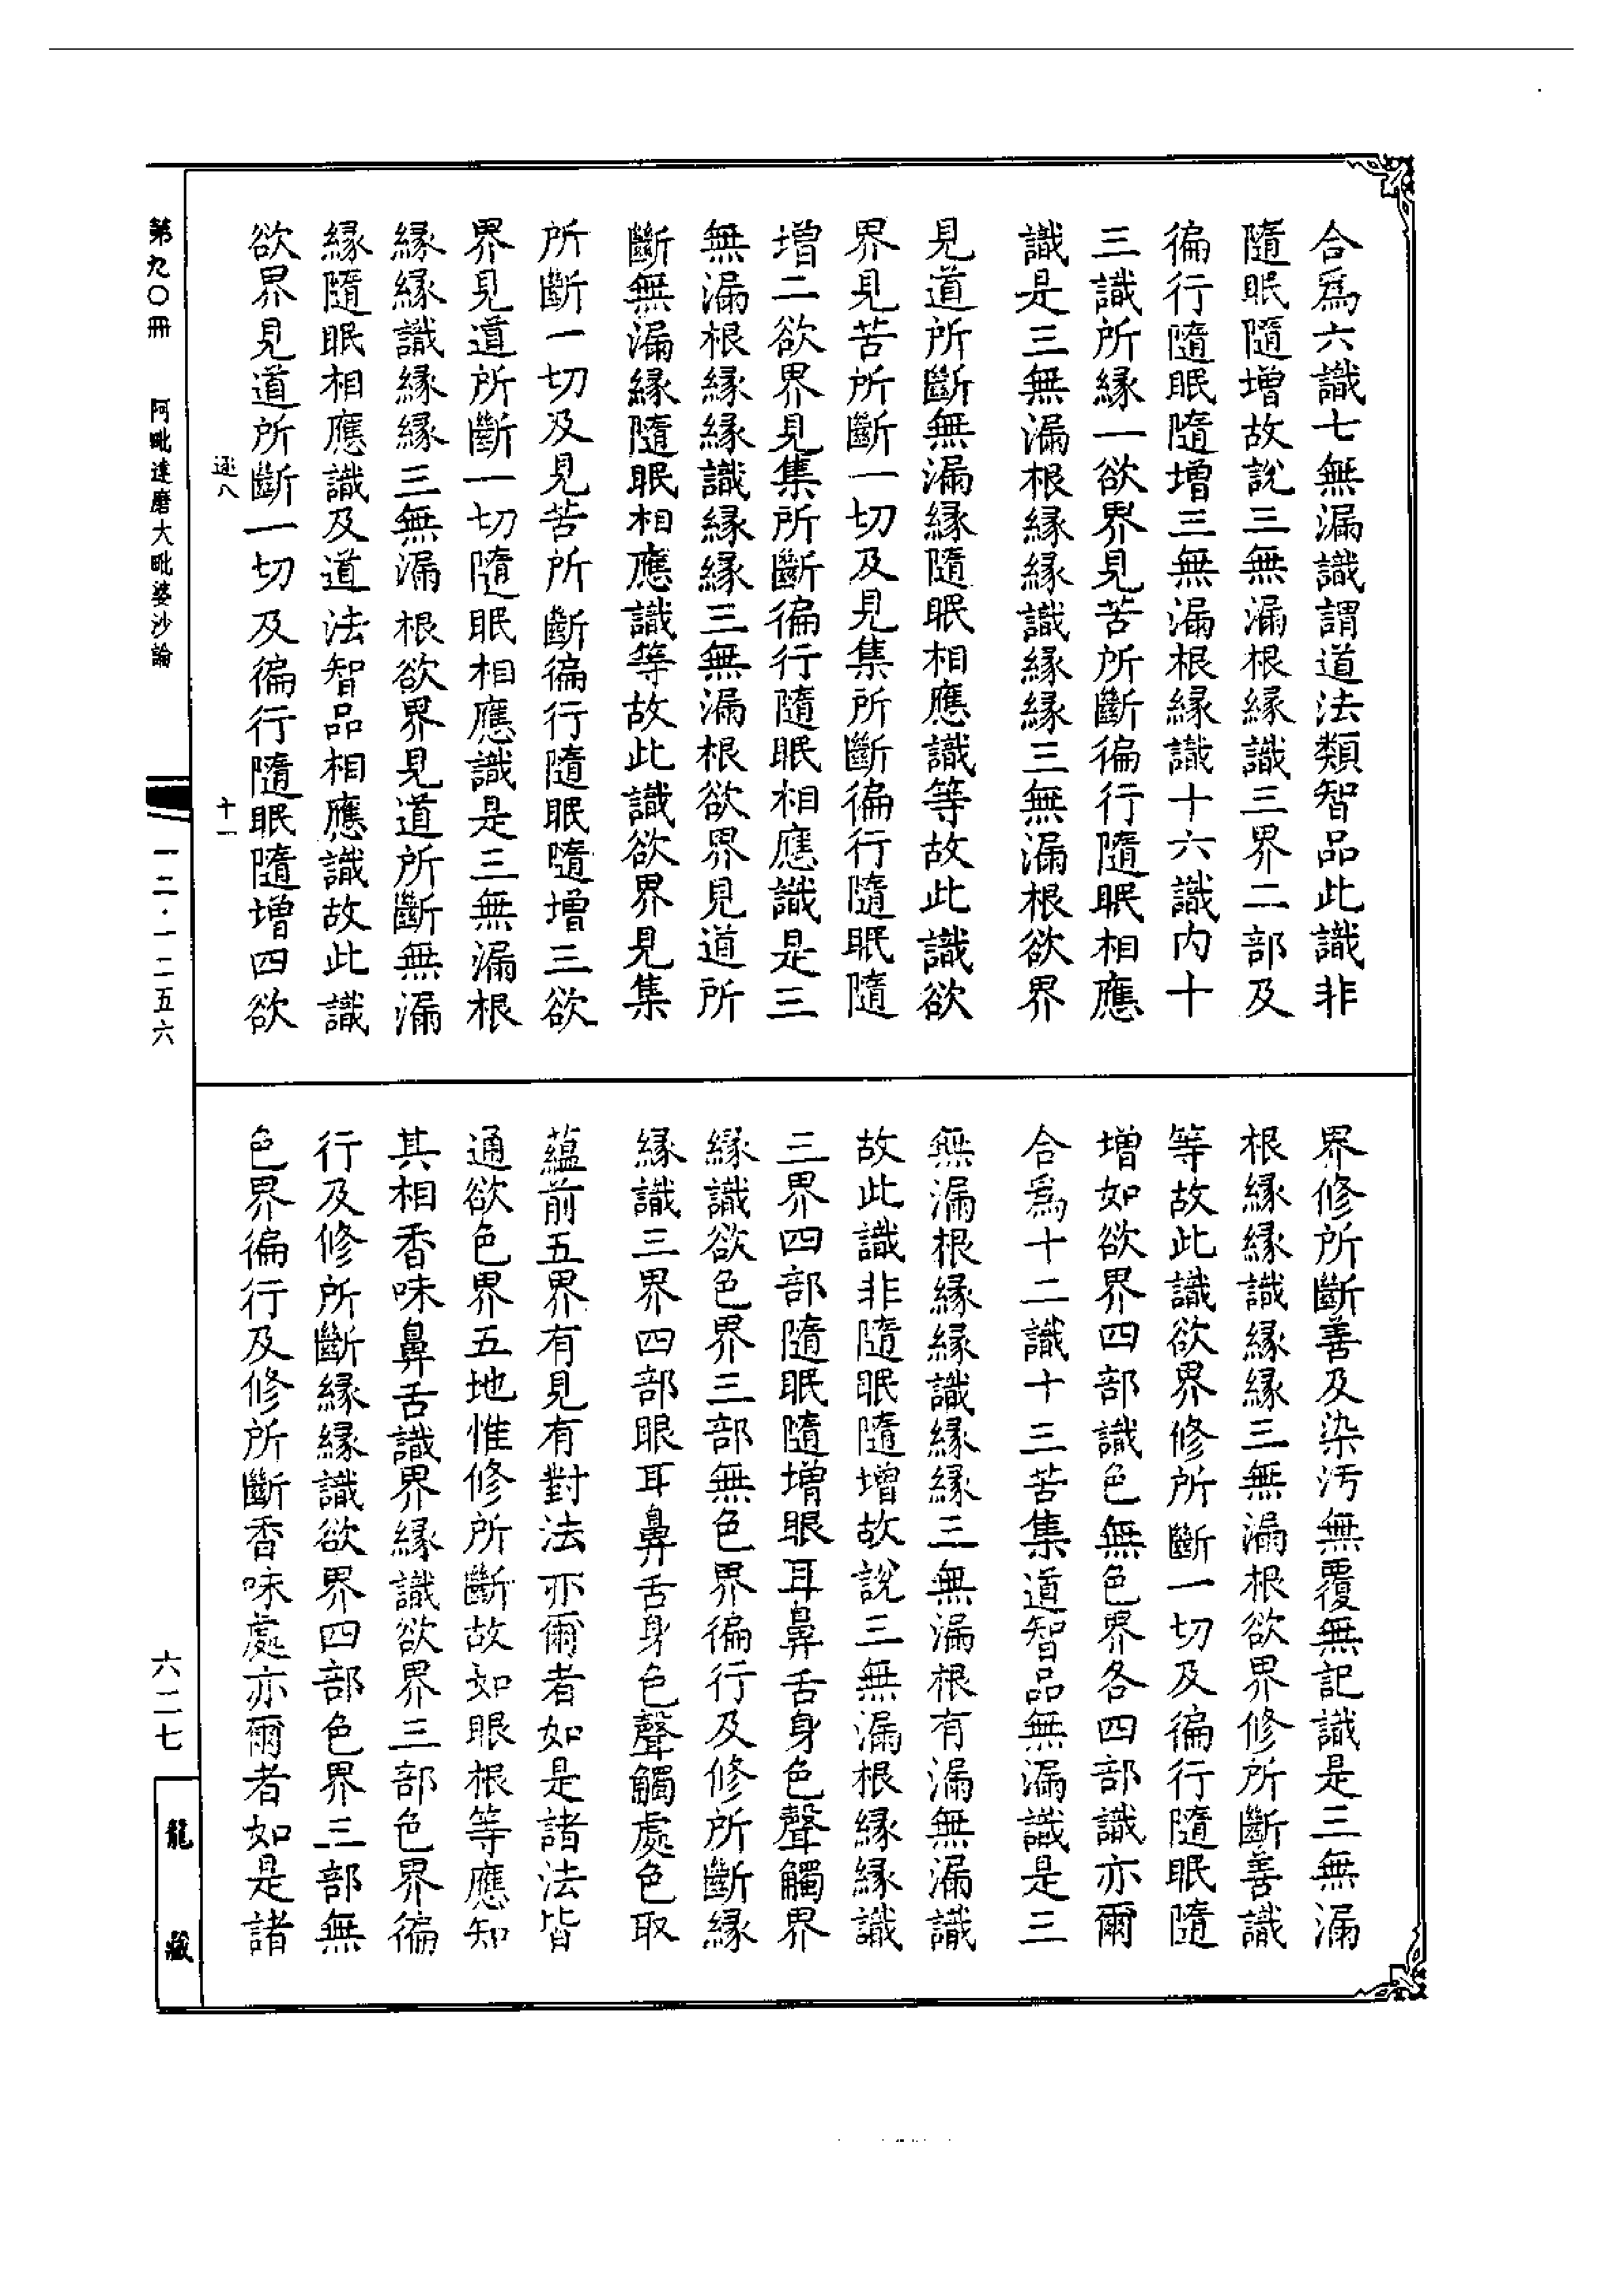 合爲六識七無漏識謂道法類智品此識非
隨眠隨增故說三無漏根緣識三界二部及
徧行隨眠隨增三無漏根緣識十六識内十
三識所緣一欲界見苦所斷徧行隨眠相應
識是三無漏根緣緣識緣緣三無漏根欲界
見道所斷無漏緣隨眠相應識等故此識欲
界見苦所斷一切及見集所斷徧行隨眠隨
增二欲界見集所斷徧行隨眠相應識是三
無漏根緣緣識緣緣三無漏根欲界見道所
斷無漏緣隨眠相應識等故此識欲界見集
所斷一切及見苦所斷徧行隨眠隨增三欲
界見道所斷一切隨眠相應識是三無漏根
緣緣識緣緣三無漏根欲界見道所斷無漏
緣隨眠相應識及道法智品相應識故此識
欲界見道所斷一切及徧行隨眠隨增四欲
界修所斷善及染汚無覆無記識是三無漏
根緣緣識緣緣三無漏根欲界修所斷善識
等故此識欲界修所斷一切及徧行隨眠隨
增如欲界四部識色無色界各四部識亦爾
合爲十二識十三苦集道智品無漏識是三
無漏根緣緣識緣緣三無漏根有漏無漏識
故此識非隨眠隨增故說三無漏根緣緣識
三界四部隨眠隨增眼耳鼻舌身色聲觸界
緣識欲色界三部無色界徧行及修所斷緣
緣識三界四部眼耳鼻舌身色聲觸處色取
蘊前五界有見有對法亦爾者如是諸法皆
通欲色界五地惟修所斷故如眼根等應知
其相香味鼻舌識界緣識欲界三部色界徧
行及修所斷緣緣識欲界四部色界三部無
色界徧行及修所斷香味處亦爾者如是諸
第九〇冊
阿毗達磨大毗婆沙論
逐八
十一
一二·一二五六
六二七
龍藏